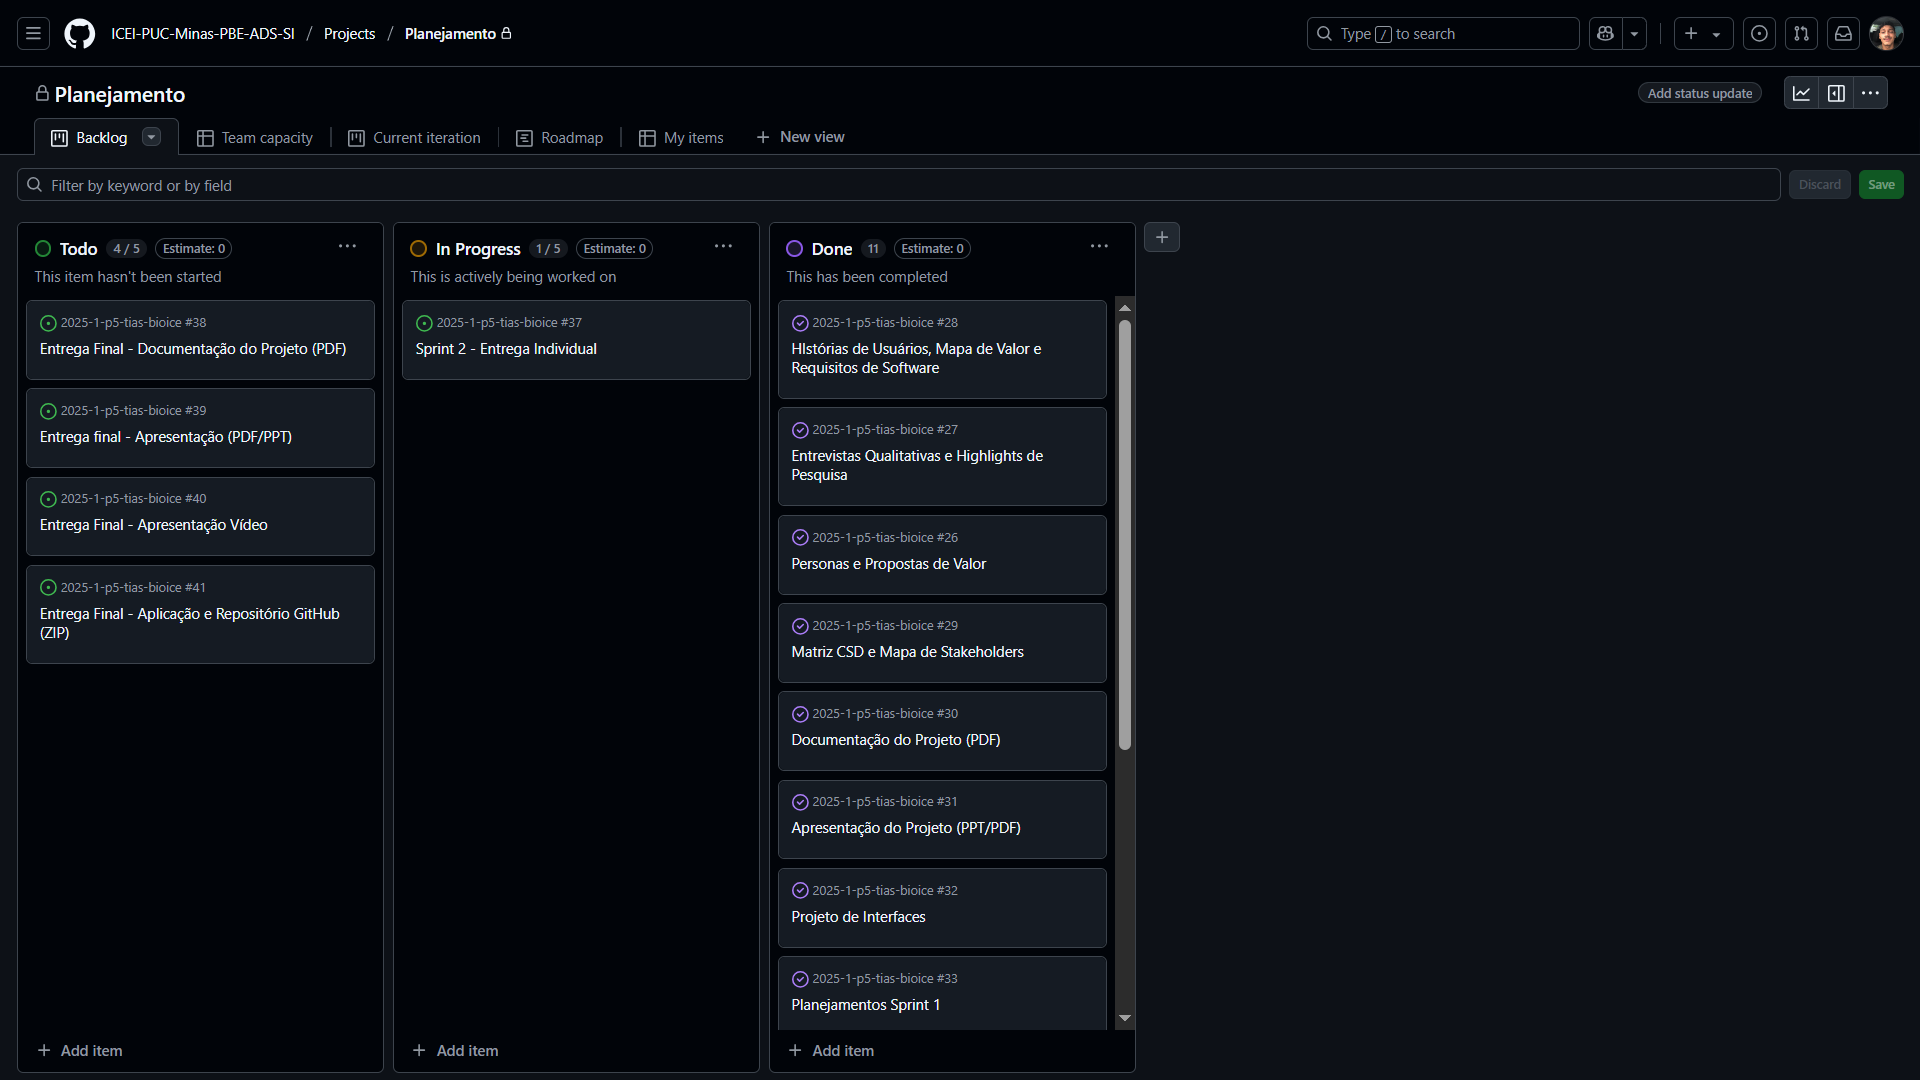 ICEI-PUC-Minas-PBE-ADS-SI / Projects / Planejamento
Type / to search
Planejamento
Add status update
Backlog
Team capacity
Current iteration
Roadmap
My items
New view
Filter by keyword or by field
Discard
Save
Todo 4 / 5 Estimate: 0
This item hasn't been started
2025-1-p5-tias-bioice #38
Entrega Final - Documentação do Projeto (PDF)
2025-1-p5-tias-bioice #39
Entrega final - Apresentação (PDF/PPT)
2025-1-p5-tias-bioice #40
Entrega Final - Apresentação Vídeo
2025-1-p5-tias-bioice #41
Entrega Final - Aplicação e Repositório GitHub
(ZIP)
Add item
In Progress 1 / 5 Estimate: 0
This is actively being worked on
2025-1-p5-tias-bioice #37
Sprint 2 - Entrega Individual
Add item
Done 11 Estimate: 0
This has been completed
2025-1-p5-tias-bioice #28
HIstórias de Usuários, Mapa de Valor e
Requisitos de Software
2025-1-p5-tias-bioice #27
Entrevistas Qualitativas e Highlights de
Pesquisa
2025-1-p5-tias-bioice #26
Personas e Propostas de Valor
2025-1-p5-tias-bioice #29
Matriz CSD e Mapa de Stakeholders
2025-1-p5-tias-bioice #30
Documentação do Projeto (PDF)
2025-1-p5-tias-bioice #31
Apresentação do Projeto (PPT/PDF)
2025-1-p5-tias-bioice #32
Projeto de Interfaces
2025-1-p5-tias-bioice #33
Planejamentos Sprint 1
Add item